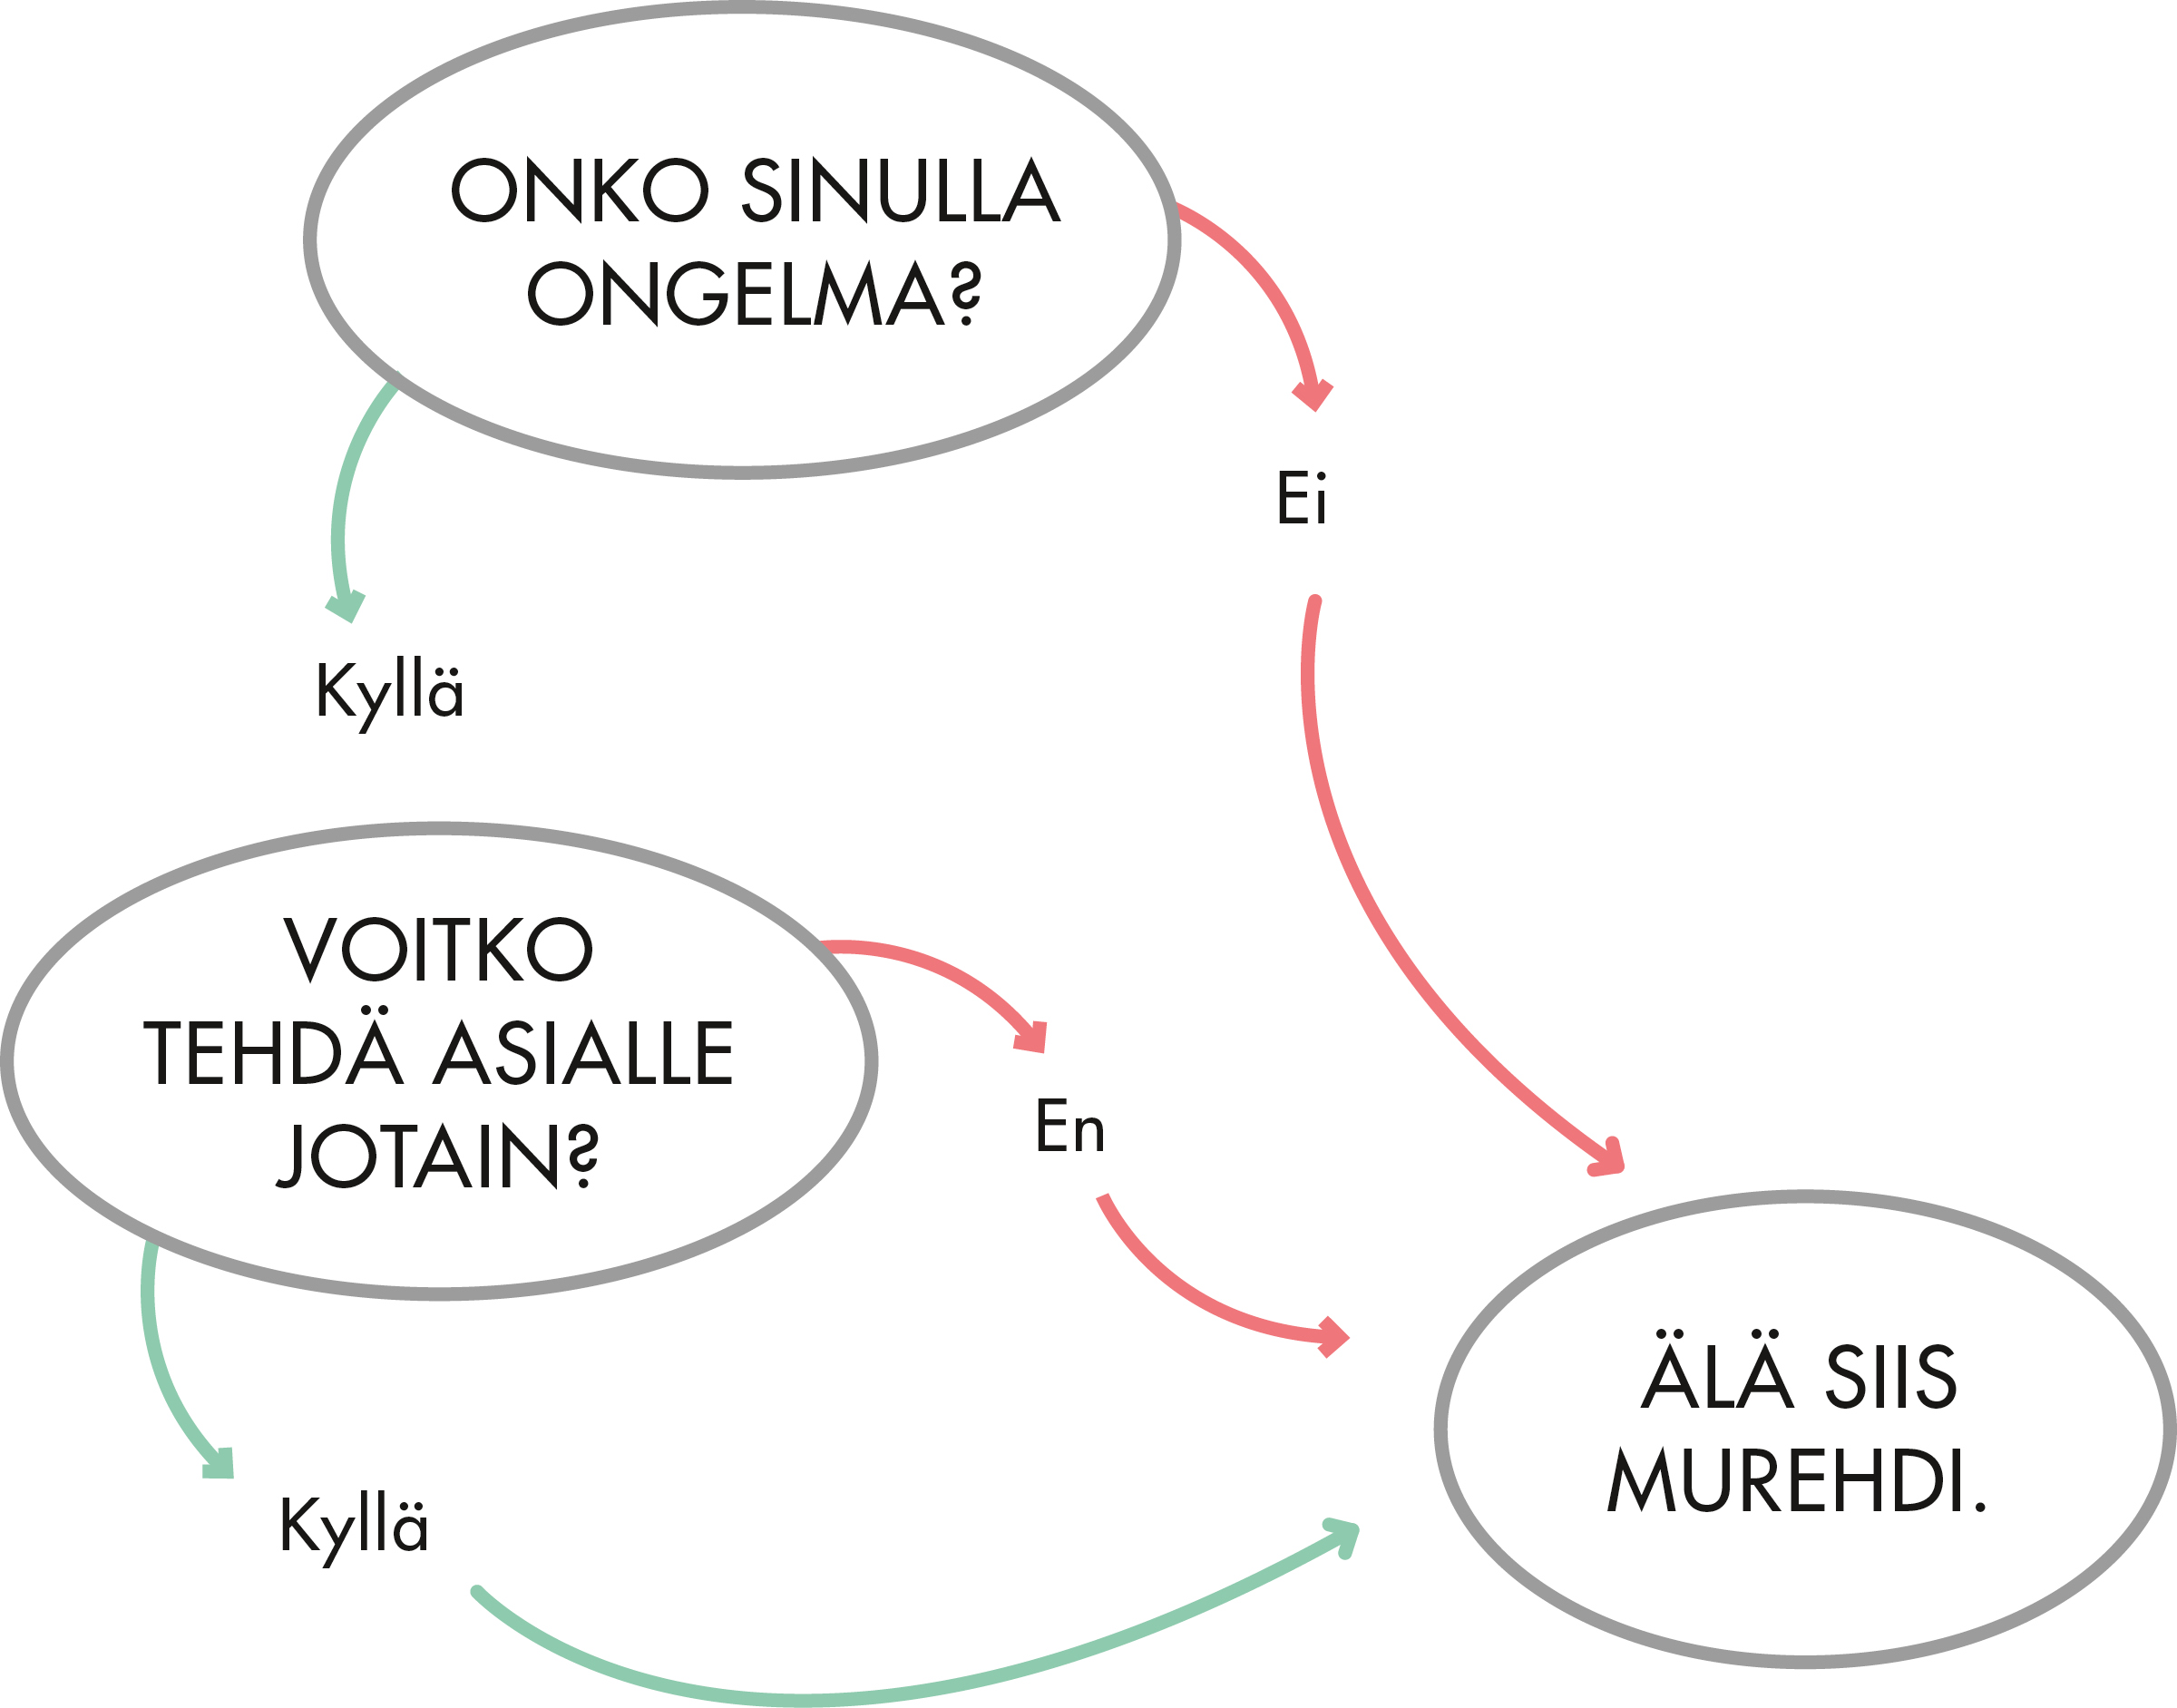 ONKO SINULLA
ONGELMA?
Ei
Kyllä
VOITKO
TEHDÄ ASIALLE
JOTAIN?
En
Kyllä
ÄLÄ SIIS
MUREHDI.